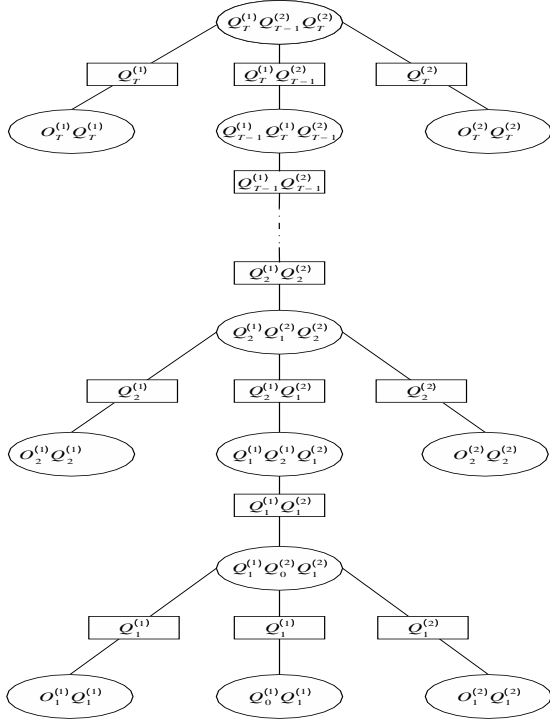 Q_T^{(1)} Q_{T-1}^{(2)} Q_T^{(2)}
Q_T^{(1)} Q_T^{(1)} Q_{T-1}^{(2)} Q_T^{(2)}
O_T^{(1)} Q_T^{(1)} Q_{T-1}^{(1)} Q_T^{(1)} Q_{T-1}^{(2)} O_T^{(2)} Q_T^{(2)}
Q_{T-1}^{(1)} Q_{T-1}^{(2)}
Q_2^{(1)} Q_2^{(2)}
Q_2^{(1)} Q_1^{(2)} Q_2^{(2)}
Q_2^{(1)} Q_2^{(1)} Q_1^{(2)} Q_2^{(2)}
O_2^{(1)} Q_2^{(1)} Q_1^{(1)} Q_2^{(1)} Q_1^{(2)} O_2^{(2)} Q_2^{(2)}
Q_1^{(1)} Q_1^{(2)}
Q_1^{(1)} Q_0^{(2)} Q_1^{(2)}
Q_1^{(1)} Q_1^{(1)} Q_1^{(2)}
O_1^{(1)} Q_1^{(1)} Q_0^{(1)} Q_1^{(1)} O_1^{(2)} Q_1^{(2)}